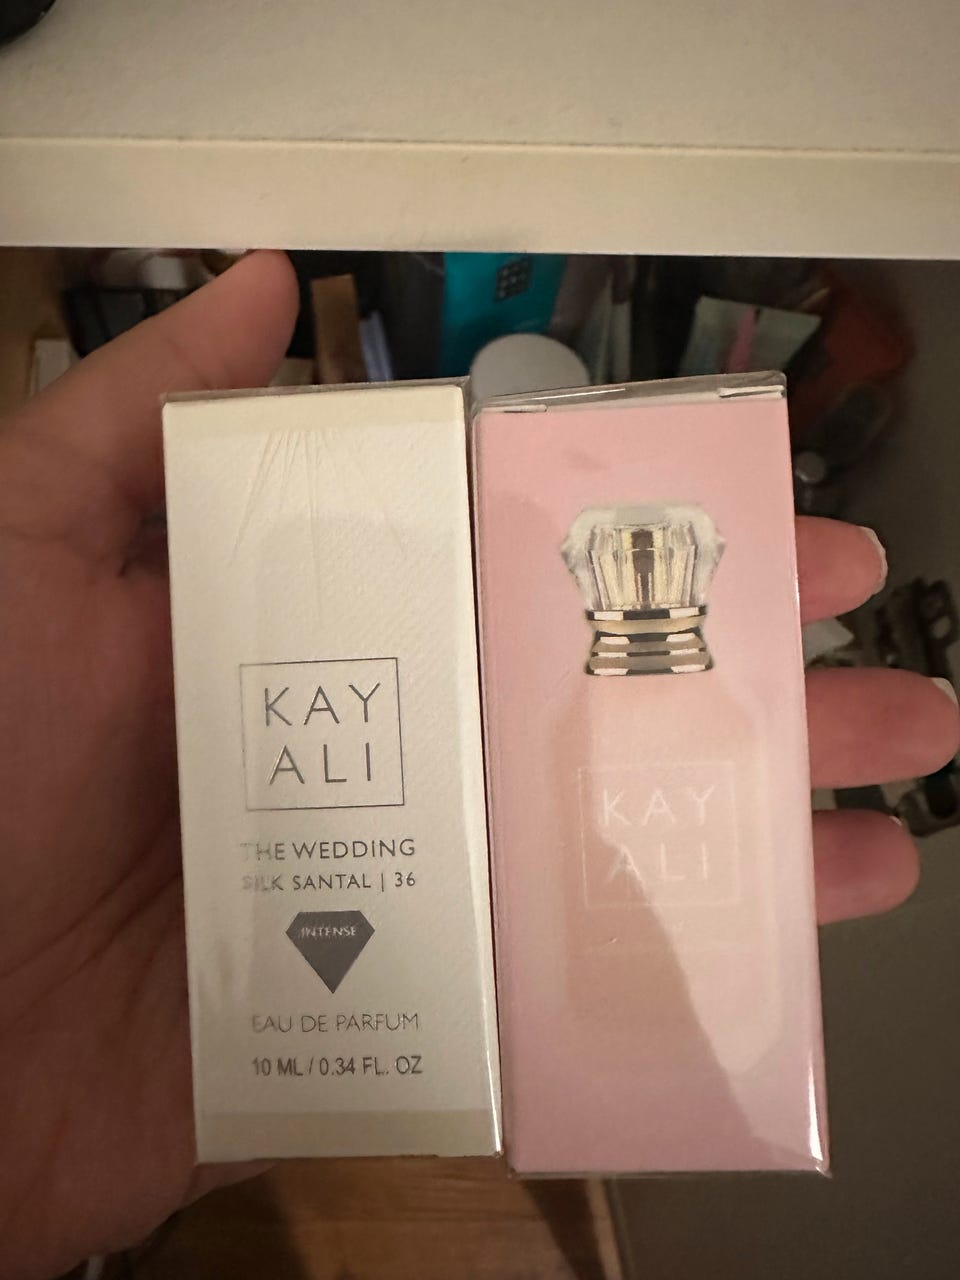 KAY
ALI
THE WEDDING
SILK SANTAL | 36
INTENSE
EAU DE PARFUM
10 ML / 0.34 FL. OZ
KAY
ALI